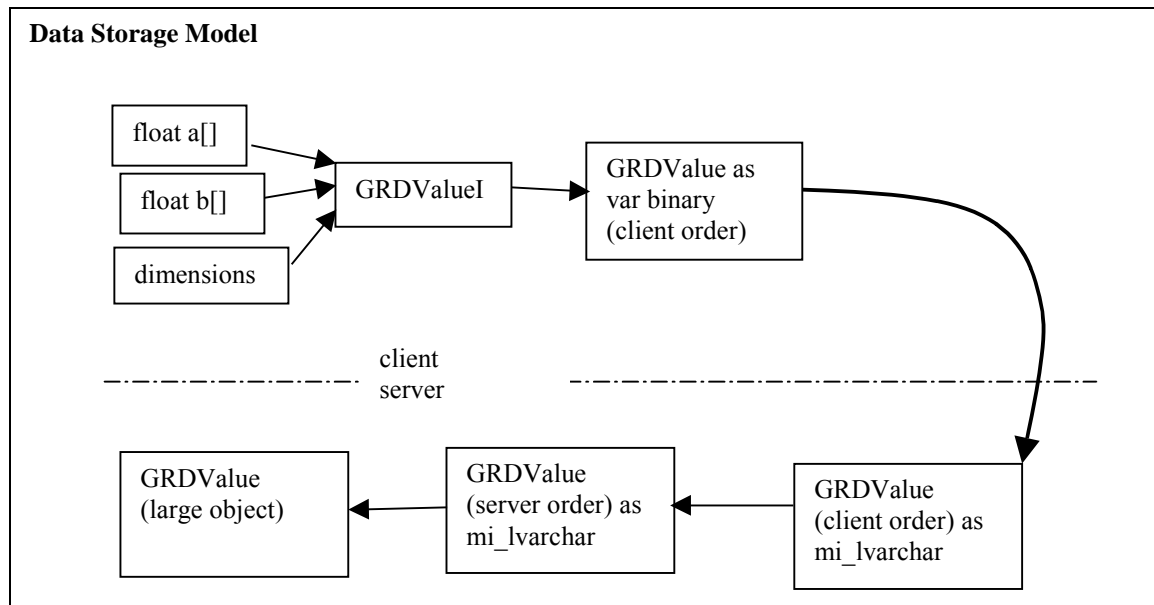 Data Storage Model
float a[]
float b[]
dimensions
GRDValueI
GRDValue as
var binary
(client order)
client
server
GRDValue
(large object)
GRDValue
(server order) as
mi_lvarchar
GRDValue
(client order) as
mi_lvarchar